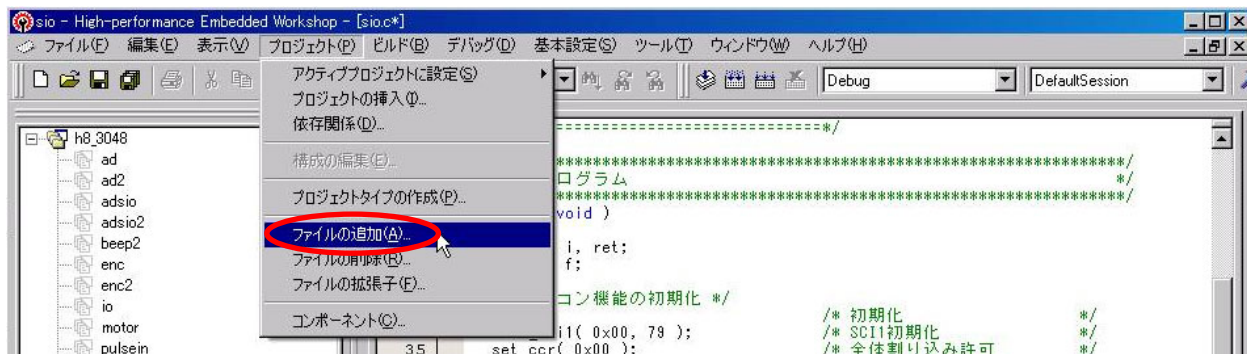 sio - High-performance Embedded Workshop - [sio.c*]
ファイル(F) 編集(E) 表示(V) プロジェクト(P) ビルド(B) デバッグ(D) 基本設定(S) ツール(T) ウィンドウ(W) ヘルプ(H)
Debug DefaultSession
アクティブプロジェクトに設定(S)
プロジェクトの挿入(I)...
依存関係(D)...
構成の編集(E)...
プロジェクトタイプの作成(P)...
ファイルの追加(A)...
ファイルの削除(R)...
ファイルの拡張子(F)...
コンポーネント(C)...
h8_3048
ad
ad2
adsio
adsio2
beep2
enc
enc2
io
motor
pulsein
============================*/
****************************************************************/
ログラム */
****************************************************************/
void )
i, ret;
f;
コン機能の初期化 */
/* 初期化 */
i1( 0x00, 79 ); /* SCI1初期化 */
35 set_ccr( 0x00 ); /* 全体割り込み許可 */